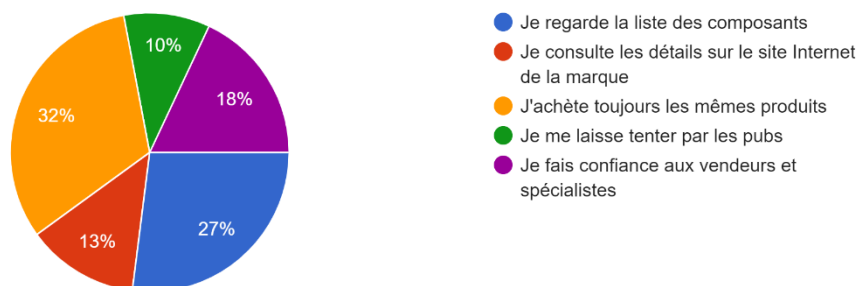 10%
18%
32%
13%
27%
Je regarde la liste des composants
Je consulte les détails sur le site Internet
de la marque
J'achète toujours les mêmes produits
Je me laisse tenter par les pubs
Je fais confiance aux vendeurs et
spécialistes